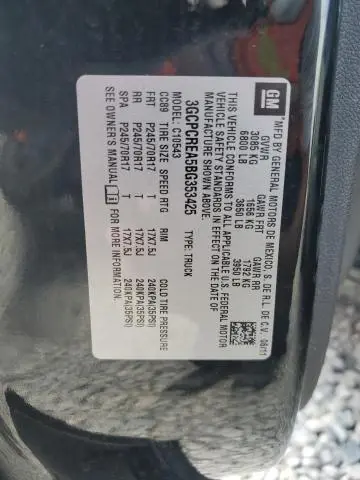 GM
MFD BY GENERAL MOTORS DE MEXICO, S. DE R.L. DE C.V. 08/11
GVWR GAWR FRT GAWR RR
3085 KG 1656 KG 1792 KG
6800 LB 3650 LB 3950 LB
THIS VEHICLE CONFORMS TO ALL APPLICABLE U.S. FEDERAL MOTOR
VEHICLE SAFETY STANDARDS IN EFFECT ON THE DATE OF
MANUFACTURE SHOWN ABOVE.
3GCPCREA5BG353425 TYPE: TRUCK
MODEL: C10543
CC89 TIRE SIZE SPEED RTG RIM COLD TIRE PRESSURE
FRT P245/70R17 T 17X7.5J 240KPA(35PSI)
RR P245/70R17 T 17X7.5J 240KPA(35PSI)
SPA P245/70R17 T 17X7.5J 240KPA(35PSI)
SEE OWNER'S MANUAL i FOR MORE INFORMATION.